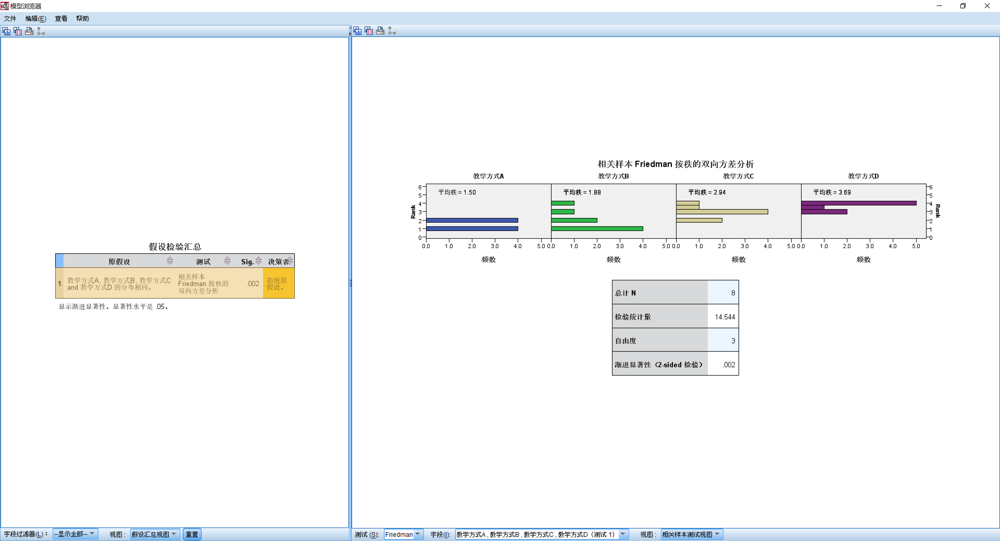 模型浏览器
文件 编辑(E) 查看 帮助
假设检验汇总
原假设 测试 Sig. 决策者
1 教学方式A, 教学方式B, 教学方式C and 教学方式D 的分布相同。 相关样本 Friedman 按秩的双向方差分析 .002 拒绝原假设。
显示渐进显著性。显著性水平是 .05。
字段过滤器(L): --显示全部-- 视图: 假设汇总视图 重置
相关样本 Friedman 按秩的双向方差分析
教学方式A 教学方式B 教学方式C 教学方式D
平均秩 = 1.50 平均秩 = 1.88 平均秩 = 2.94 平均秩 = 3.69
Rank
6
5
4
3
2
1
0
Rank
6
5
4
3
2
1
0
0.0 1.0 2.0 3.0 4.0 5.0 0.0 1.0 2.0 3.0 4.0 5.0 0.0 1.0 2.0 3.0 4.0 5.0 0.0 1.0 2.0 3.0 4.0 5.0
频数 频数 频数 频数
总计 N 8
检验统计量 14.544
自由度 3
渐进显著性（2-sided 检验） .002
测试 (S): Friedman 字段(I): 教学方式A , 教学方式B , 教学方式C , 教学方式D（测试 1） 视图: 相关样本测试视图